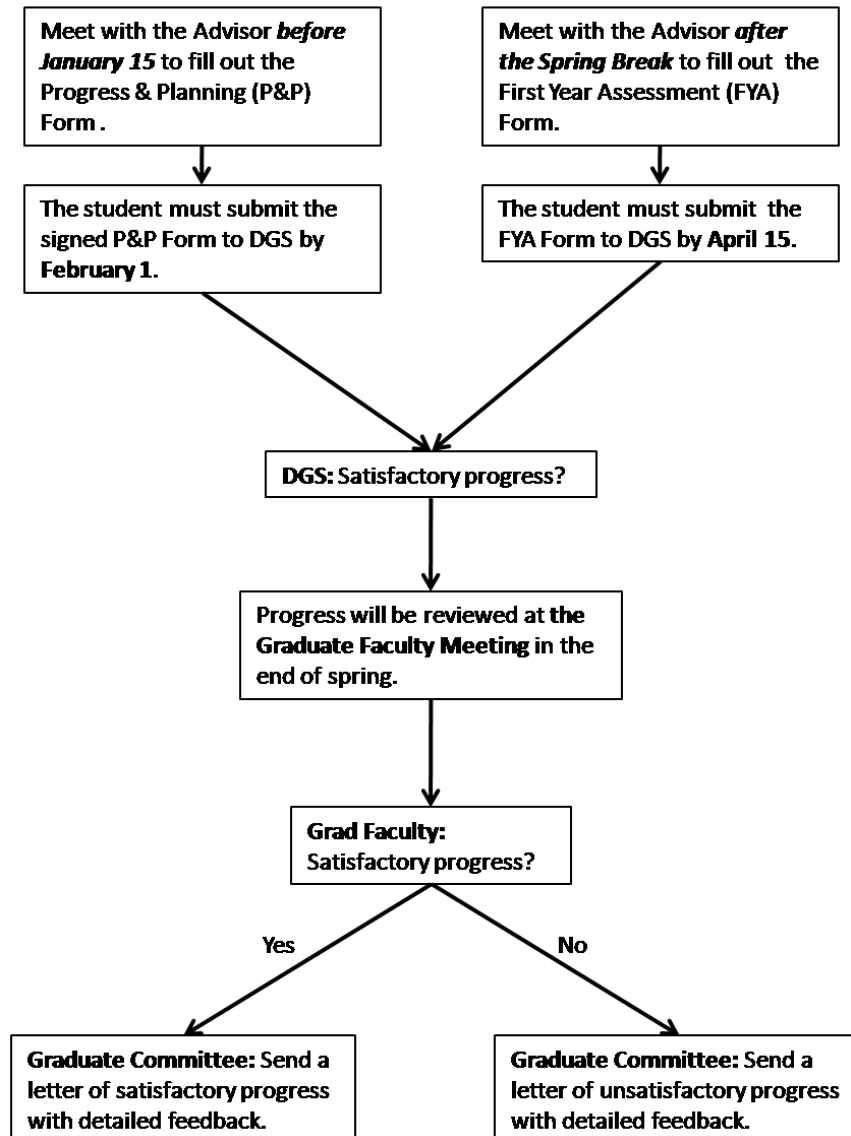 Meet with the Advisor before
January 15 to fill out the
Progress & Planning (P&P)
Form .
Meet with the Advisor after
the Spring Break to fill out the
First Year Assessment (FYA)
Form.
The student must submit the
signed P&P Form to DGS by
February 1.
The student must submit the
FYA Form to DGS by April 15.
DGS: Satisfactory progress?
Progress will be reviewed at the
Graduate Faculty Meeting in the
end of spring.
Grad Faculty:
Satisfactory progress?
Yes
No
Graduate Committee: Send a
letter of satisfactory progress
with detailed feedback.
Graduate Committee: Send a
letter of unsatisfactory progress
with detailed feedback.